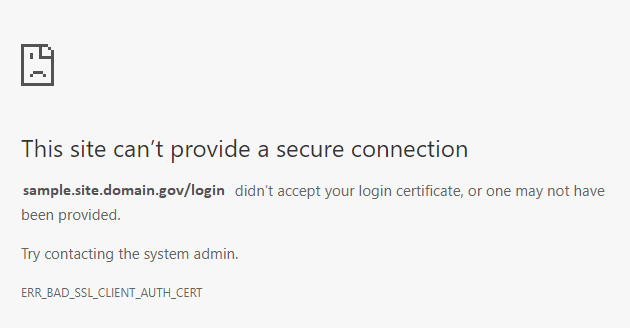 This site can’t provide a secure connection
sample.site.domain.gov/login didn’t accept your login certificate, or one may not have
been provided.
Try contacting the system admin.
ERR_BAD_SSL_CLIENT_AUTH_CERT